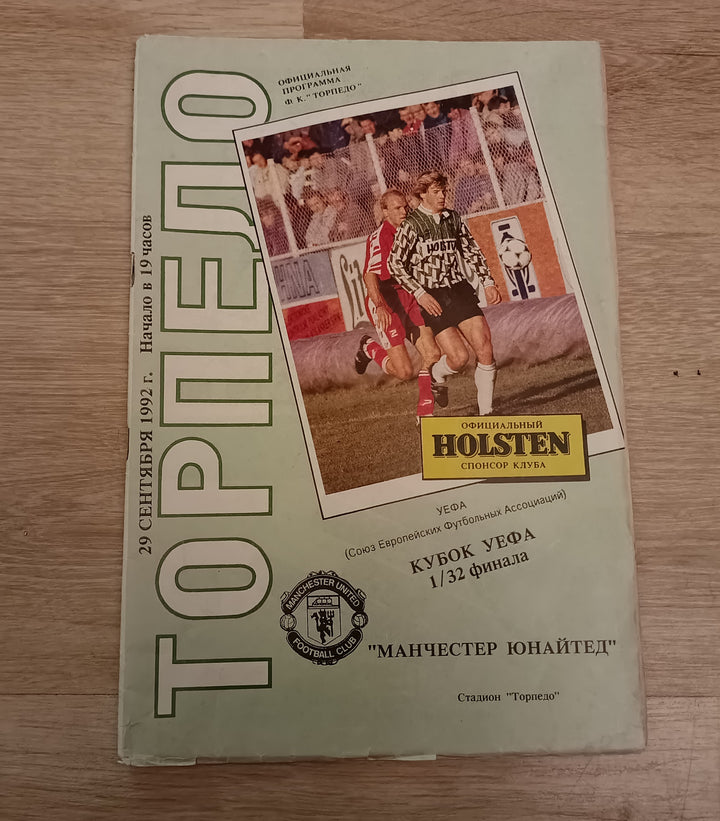 ТОРПЕДО
29 СЕНТЯБРЯ 1992 г. Начало в 19 часов
ОФИЦИАЛЬНАЯ
ПРОГРАММА
Ф К." ТОРПЕДО"
HOLSTE
ОФИЦИАЛЬНЫЙ
HOLSTEN
СПОНСОР КЛУБА
УЕФА
(Союз Европейских Футбольных Ассоциаций)
КУБОК УЕФА
1/32 финала
MANCHESTER UNITED
FOOTBALL CLUB
"МАНЧЕСТЕР ЮНАЙТЕД"
Стадион "Торпедо"